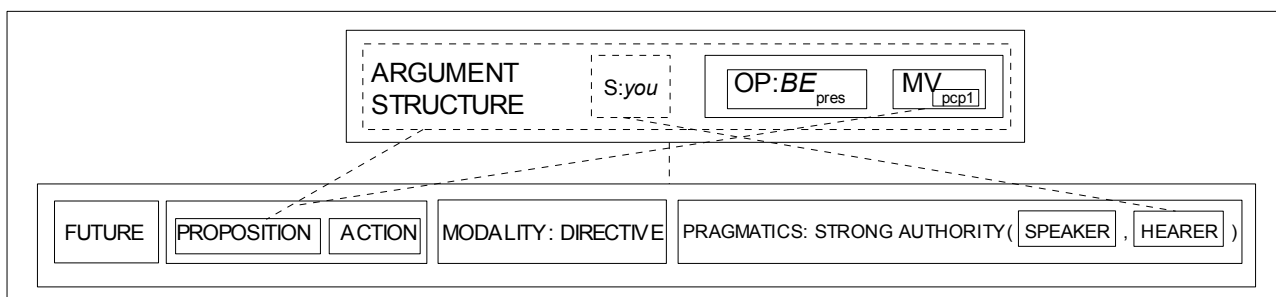 ARGUMENT
STRUCTURE
S:you
OP:BE pres
MV pcp1
FUTURE
PROPOSITION
ACTION
MODALITY: DIRECTIVE
PRAGMATICS: STRONG AUTHORITY( SPEAKER , HEARER )